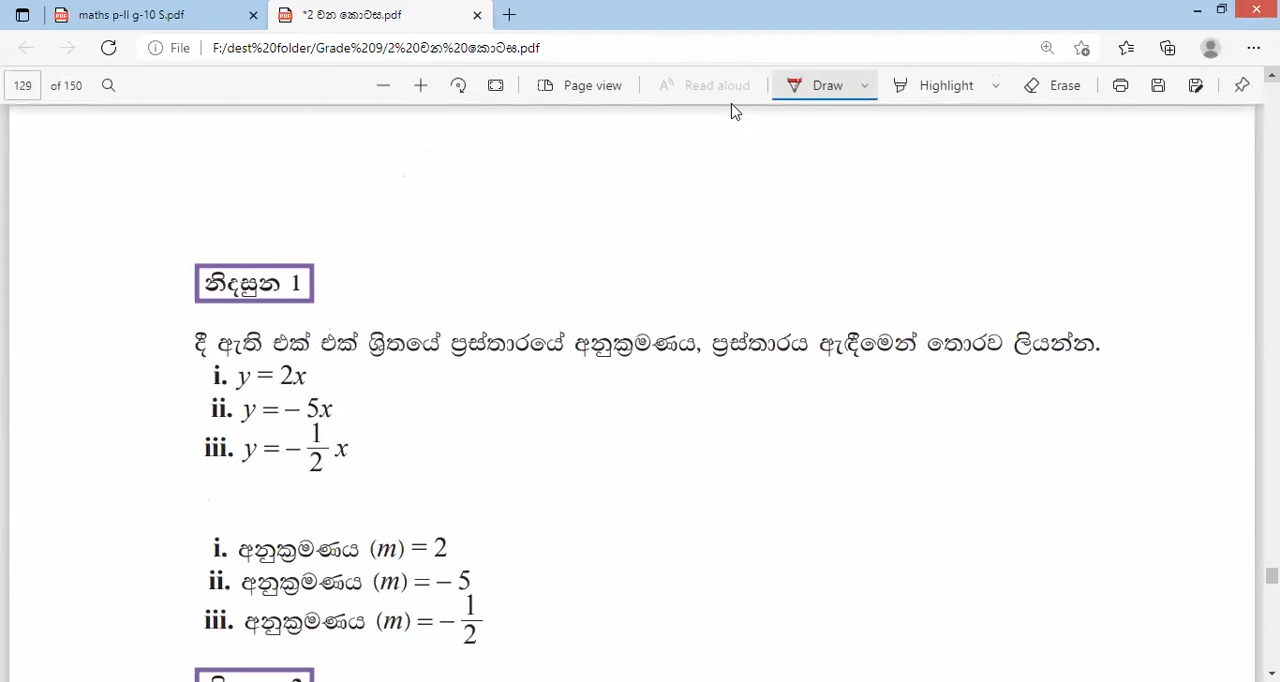 maths p-II g-10 S.pdf
*2 වන කොටස.pdf
File F:/dest%20folder/Grade%209/2%20වන%20කොටස.pdf
129 of 150
Page view
Read aloud
Draw
Highlight
Erase
නිදසුන 1
දී ඇති එක් එක් ශ්‍රිතයේ ප්‍රස්තාරයේ අනුක්‍රමණය, ප්‍රස්තාරය ඇඳීමෙන් තොරව ලියන්න.
i. y = 2x
ii. y = – 5x
iii. y = – 1/2 x
i. අනුක්‍රමණය (m) = 2
ii. අනුක්‍රමණය (m) = – 5
iii. අනුක්‍රමණය (m) = – 1/2